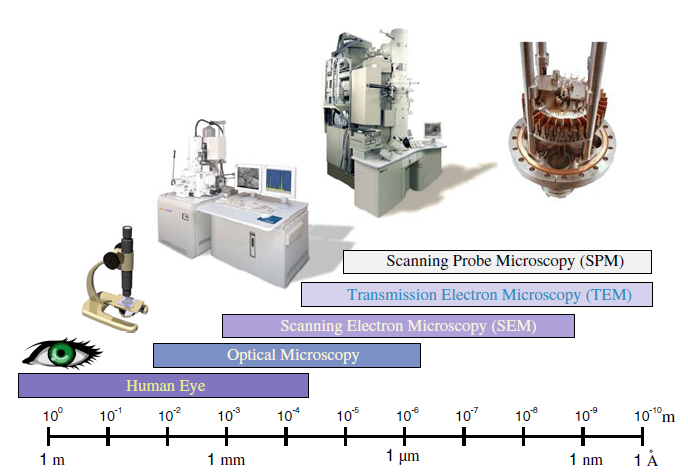 Scanning Probe Microscopy (SPM)
Transmission Electron Microscopy (TEM)
Scanning Electron Microscopy (SEM)
Optical Microscopy
Human Eye
10⁰ 10⁻¹ 10⁻² 10⁻³ 10⁻⁴ 10⁻⁵ 10⁻⁶ 10⁻⁷ 10⁻⁸ 10⁻⁹ 10⁻¹⁰ m
1 m 1 mm 1 μm 1 nm 1 Å